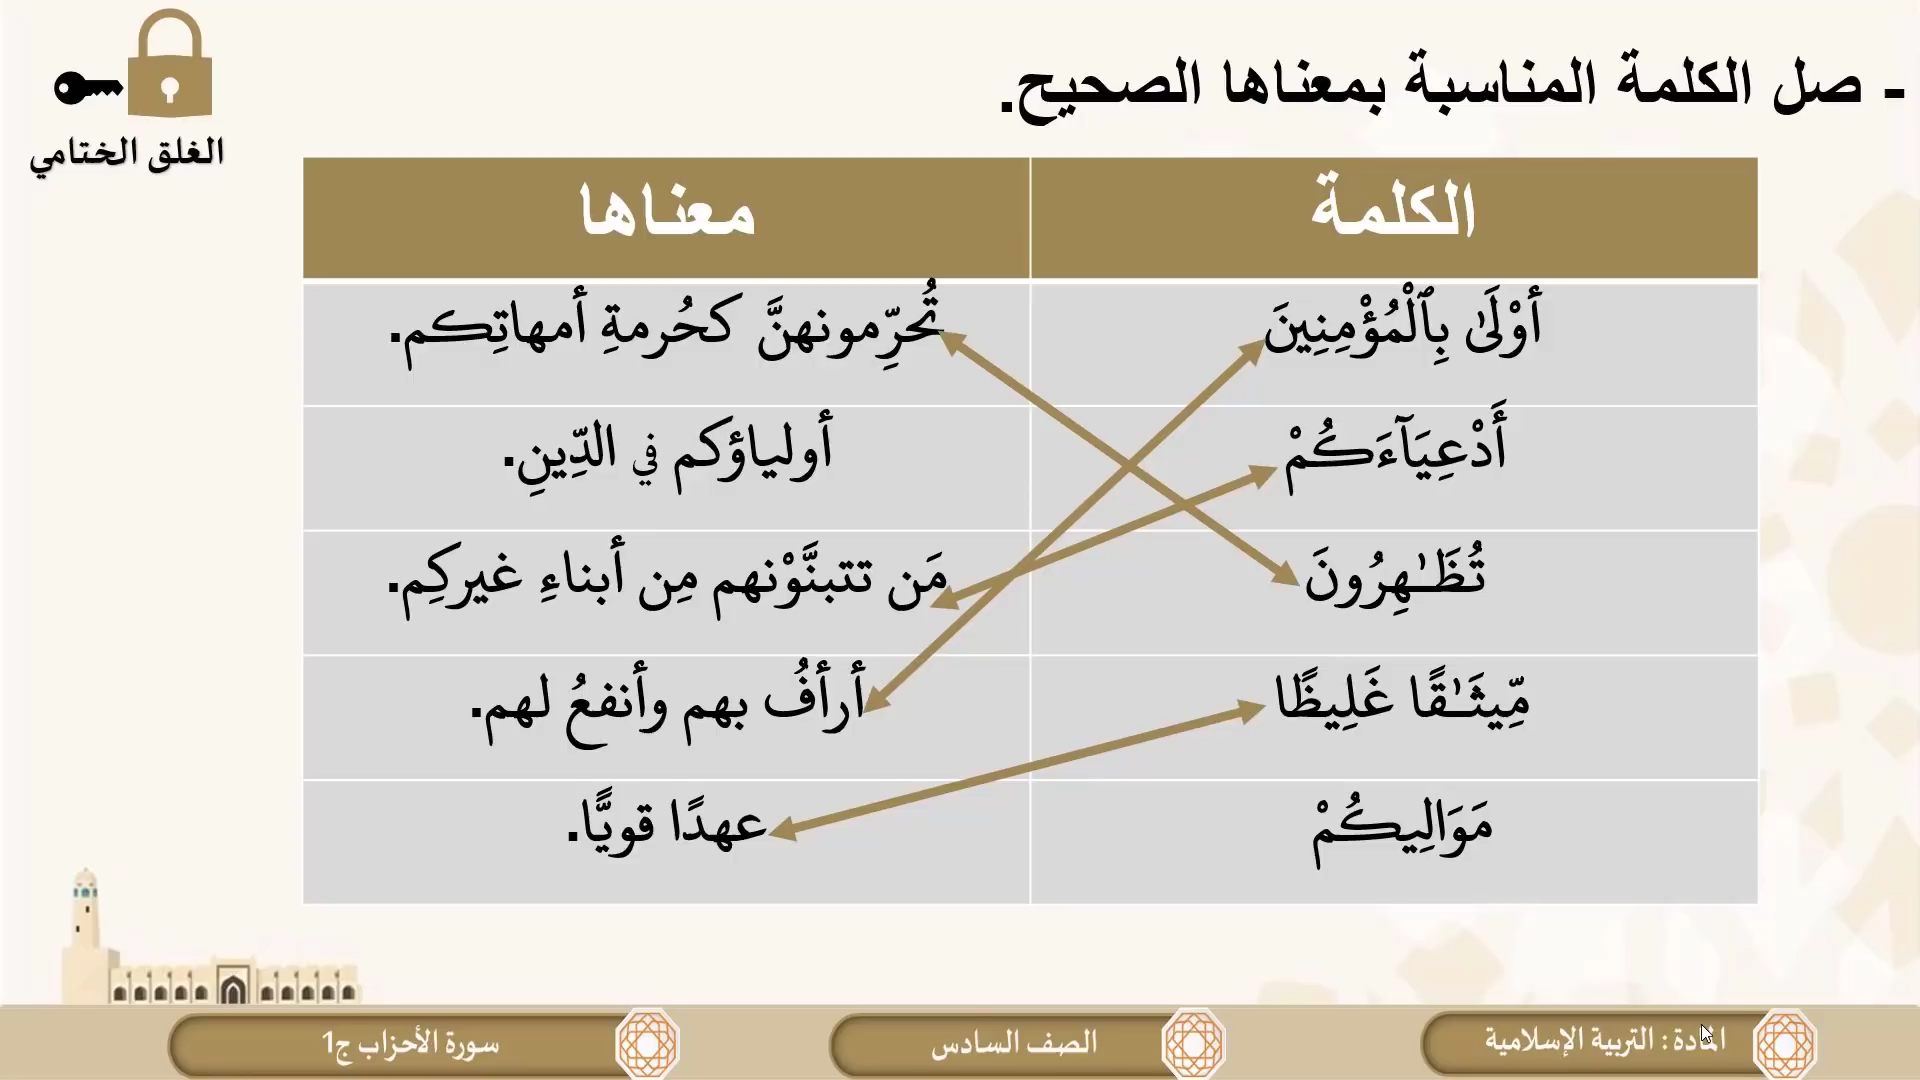 - صل الكلمة المناسبة بمعناها الصحيح.
الغلق الختامي
الكلمة
معناها
أَوْلَىٰ بِٱلْمُؤْمِنِينَ
تُحرِّمونهنَّ كحُرمةِ أمهاتِكم.
أَدْعِيَآءَكُمْ
أولياؤكم في الدِّينِ.
تُظَـٰهِرُونَ
مَن تتبنَّوْنهم مِن أبناءِ غيركِم.
مِّيثَـٰقًا غَلِيظًا
أرأفُ بهم وأنفعُ لهم.
مَوَالِيكُمْ
عهدًا قويًّا.
المادة : التربية الإسلامية
الصف السادس
سورة الأحزاب ج1